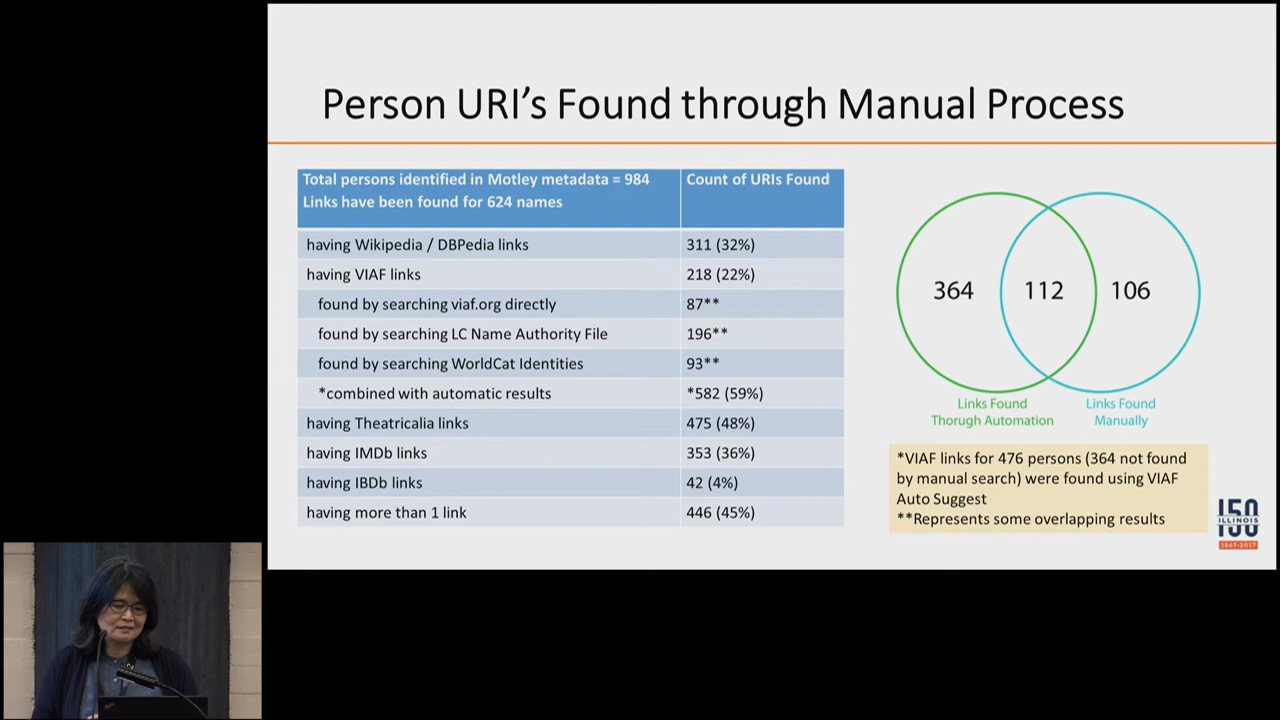 Person URI's Found through Manual Process
Total persons identified in Motley metadata = 984
Links have been found for 624 names
Count of URIs Found
having Wikipedia / DBPedia links 311 (32%)
having VIAF links 218 (22%)
found by searching viaf.org directly 87**
found by searching LC Name Authority File 196**
found by searching WorldCat Identities 93**
*combined with automatic results *582 (59%)
having Theatricalia links 475 (48%)
having IMDb links 353 (36%)
having IBDb links 42 (4%)
having more than 1 link 446 (45%)
364 112 106
Links Found
Thorugh Automation
Links Found
Manually
*VIAF links for 476 persons (364 not found
by manual search) were found using VIAF
Auto Suggest
**Represents some overlapping results
150
ILLINOIS
1867-2017